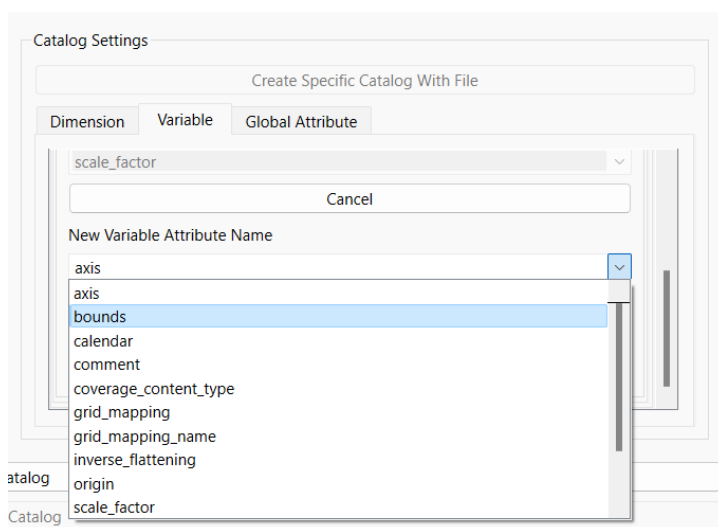 Catalog Settings
Create Specific Catalog With File
Dimension Variable Global Attribute
scale_factor
Cancel
New Variable Attribute Name
axis
axis
bounds
calendar
comment
coverage_content_type
grid_mapping
grid_mapping_name
inverse_flattening
origin
scale_factor
atalog
Catalog